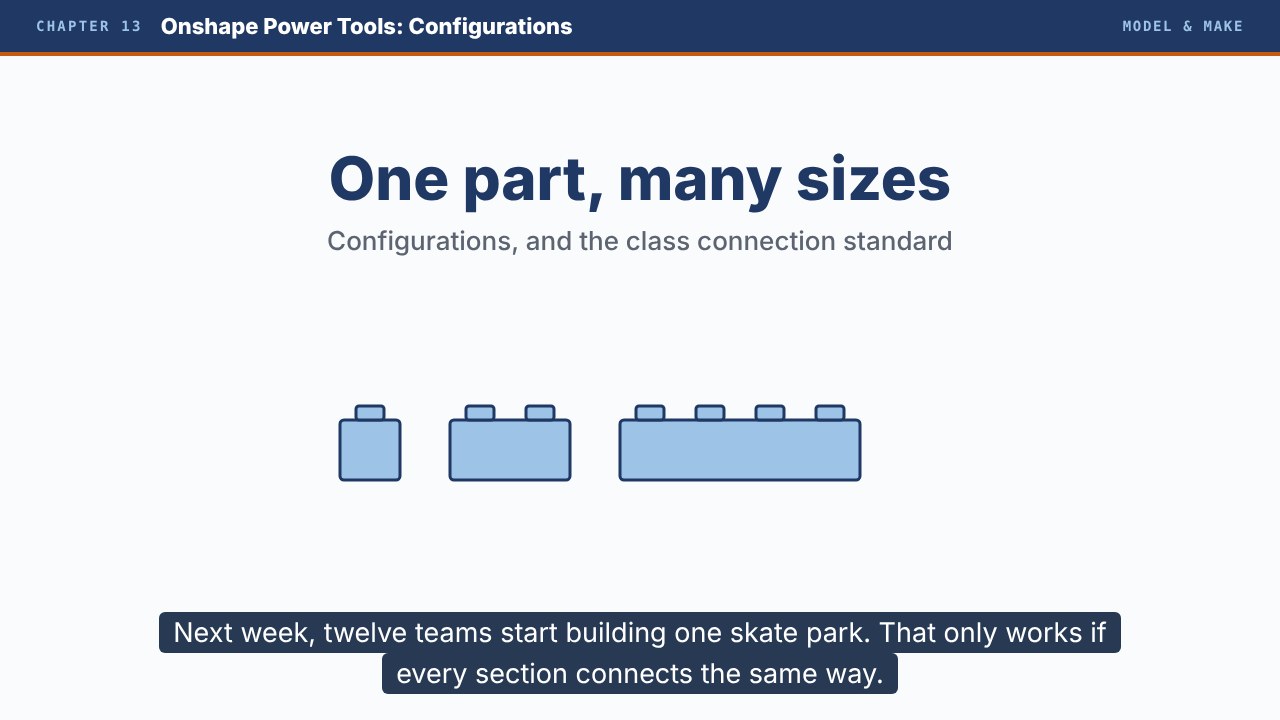 CHAPTER 13 Onshape Power Tools: Configurations MODEL & MAKE
One part, many sizes
Configurations, and the class connection standard
Next week, twelve teams start building one skate park. That only works if
every section connects the same way.